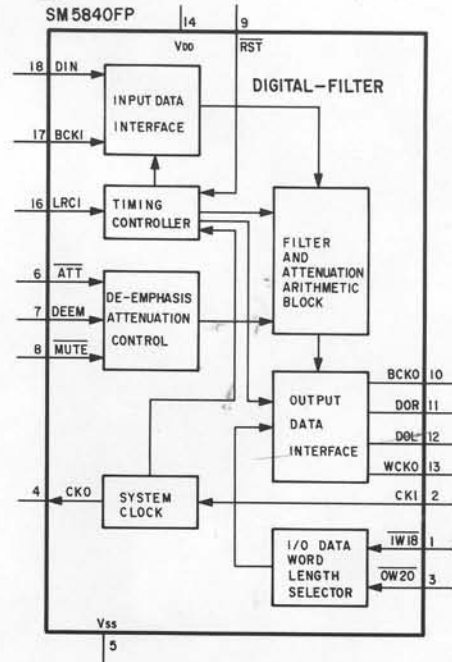 SM5840FP
14
9
VDD
RST
18 DIN
DIGITAL-FILTER
INPUT DATA
INTERFACE
17 BCKI
16 LRCI
TIMING
CONTROLLER
FILTER
AND
ATTENUATION
ARITHMETIC
BLOCK
6 ATT
7 DEEM
8 MUTE
DE-EMPHASIS
ATTENUATION
CONTROL
OUTPUT
DATA
INTERFACE
BCKO 10
DOR 11
DOL 12
WCKO 13
4 CKO
SYSTEM
CLOCK
CKI 2
I/O DATA
WORD
LENGTH
SELECTOR
IW18 1
OW20 3
Vss
5